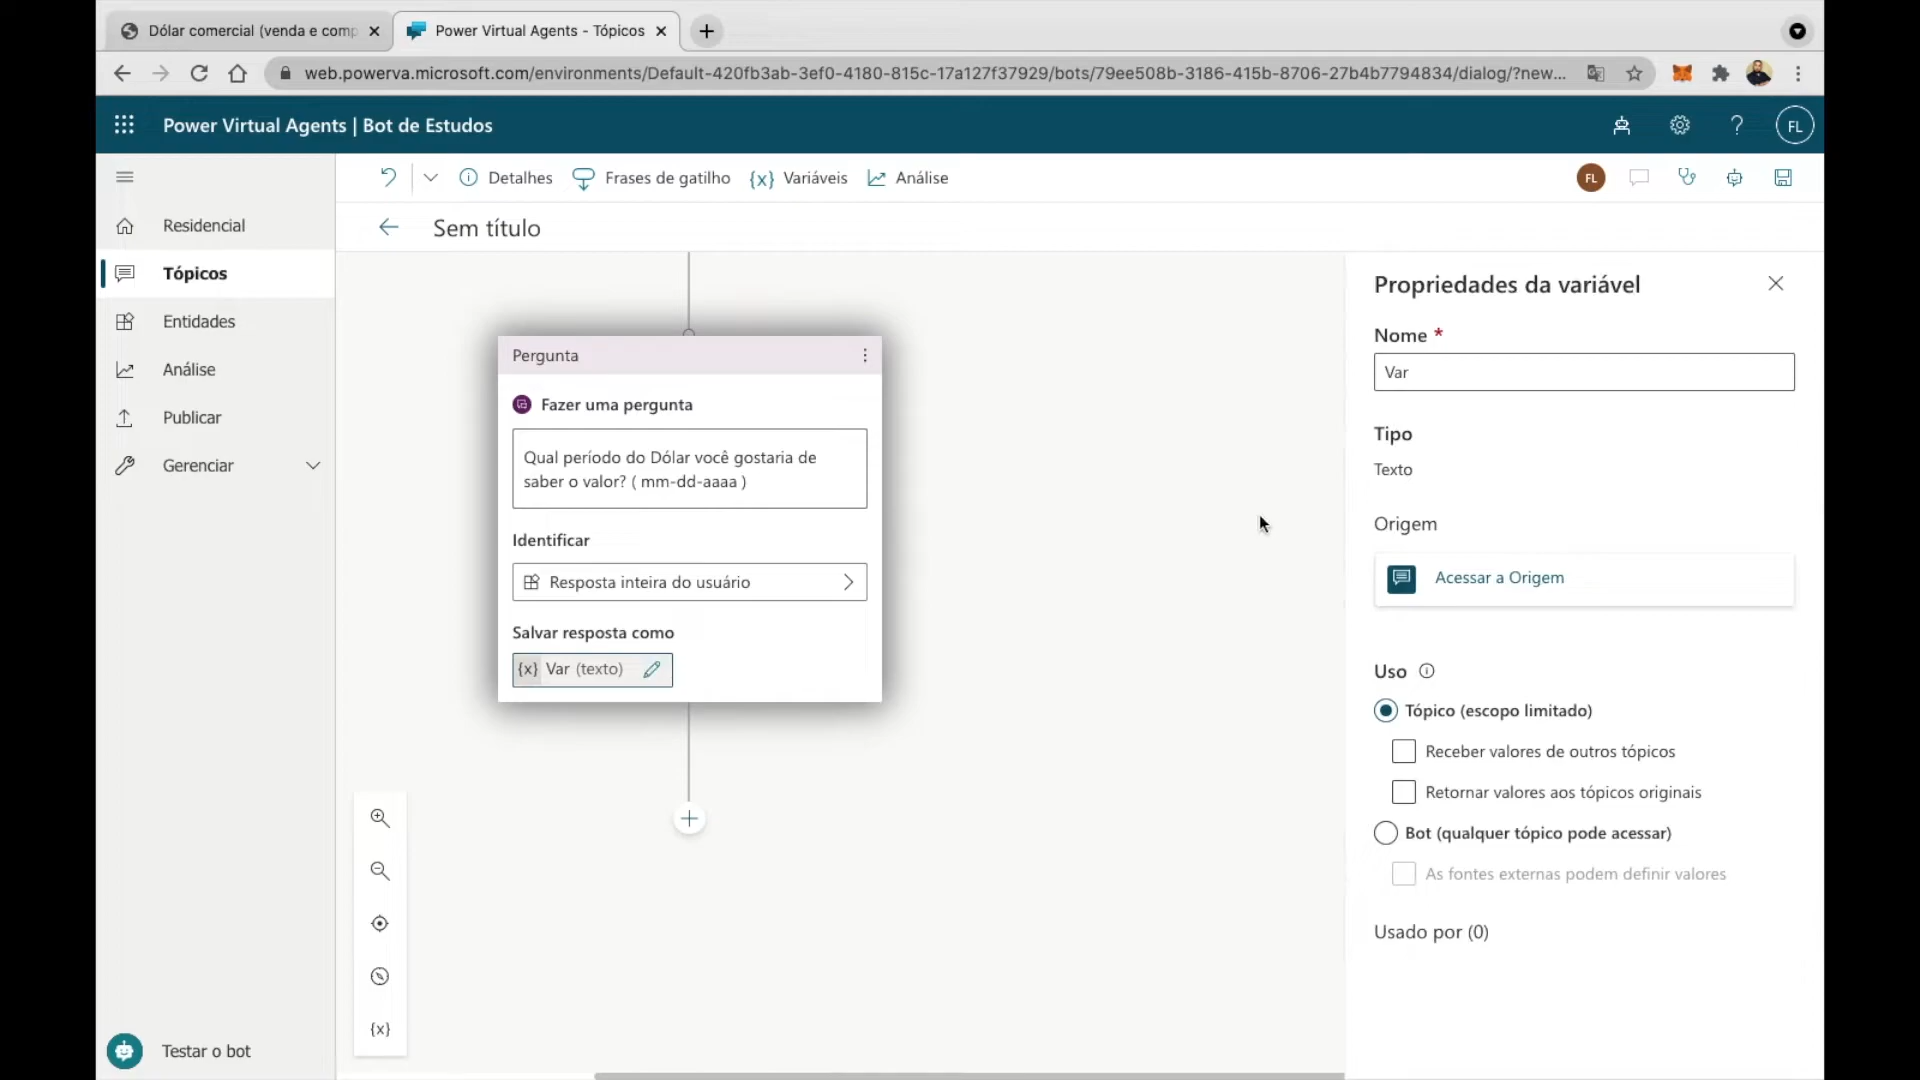 Dólar comercial (venda e comp
Power Virtual Agents - Tópicos
web.powerva.microsoft.com/environments/Default-420fb3ab-3ef0-4180-815c-17a127f37929/bots/79ee508b-3186-415b-8706-27b4b7794834/dialog/?new...
Power Virtual Agents | Bot de Estudos
FL
Detalhes
Frases de gatilho
{x} Variáveis
Análise
FL
Sem título
Residencial
Tópicos
Entidades
Análise
Publicar
Gerenciar
Testar o bot
Pergunta
Fazer uma pergunta
Qual período do Dólar você gostaria de
saber o valor? ( mm-dd-aaaa )
Identificar
Resposta inteira do usuário
Salvar resposta como
{x} Var (texto)
{x}
Propriedades da variável
Nome *
Var
Tipo
Texto
Origem
Acessar a Origem
Uso
Tópico (escopo limitado)
Receber valores de outros tópicos
Retornar valores aos tópicos originais
Bot (qualquer tópico pode acessar)
As fontes externas podem definir valores
Usado por (0)